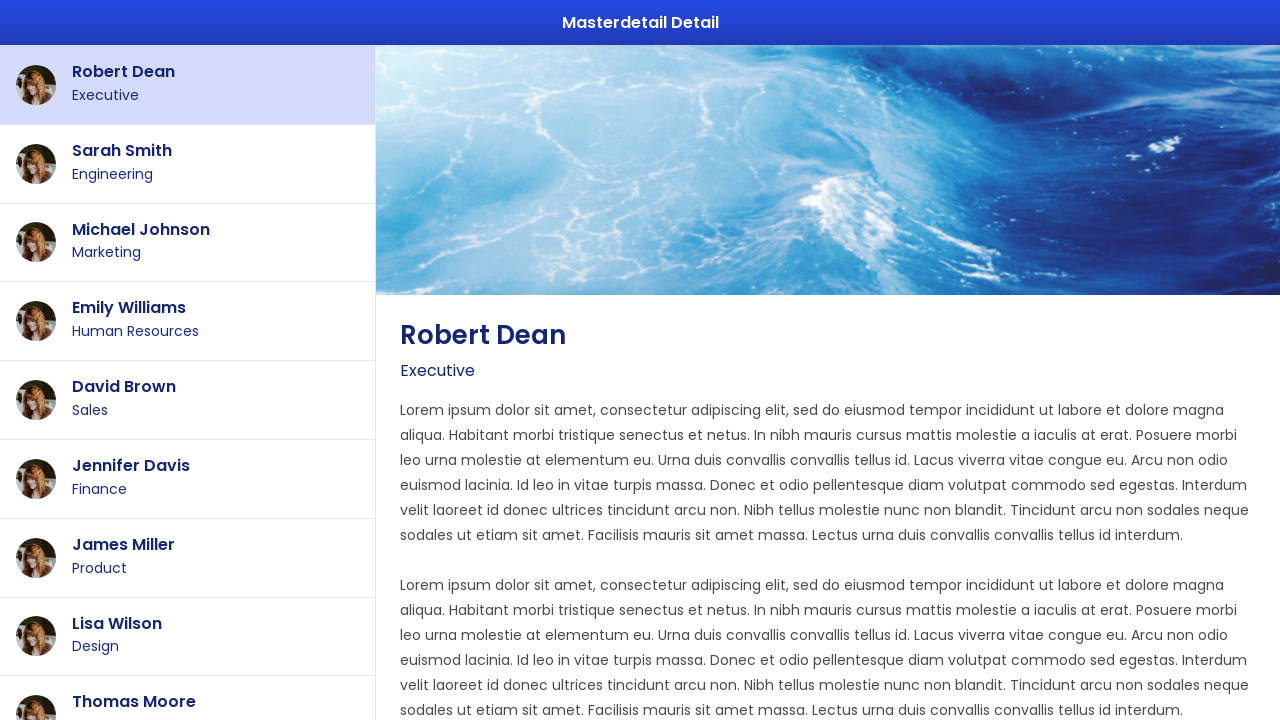 Masterdetail Detail
Robert Dean
Executive
Sarah Smith
Engineering
Michael Johnson
Marketing
Emily Williams
Human Resources
David Brown
Sales
Jennifer Davis
Finance
James Miller
Product
Lisa Wilson
Design
Thomas Moore
Robert Dean
Executive
Lorem ipsum dolor sit amet, consectetur adipiscing elit, sed do eiusmod tempor incididunt ut labore et dolore magna
aliqua. Habitant morbi tristique senectus et netus. In nibh mauris cursus mattis molestie a iaculis at erat. Posuere morbi
leo urna molestie at elementum eu. Urna duis convallis convallis tellus id. Lacus viverra vitae congue eu. Arcu non odio
euismod lacinia. Id leo in vitae turpis massa. Donec et odio pellentesque diam volutpat commodo sed egestas. Interdum
velit laoreet id donec ultrices tincidunt arcu non. Nibh tellus molestie nunc non blandit. Tincidunt arcu non sodales neque
sodales ut etiam sit amet. Facilisis mauris sit amet massa. Lectus urna duis convallis convallis tellus id interdum.
Lorem ipsum dolor sit amet, consectetur adipiscing elit, sed do eiusmod tempor incididunt ut labore et dolore magna
aliqua. Habitant morbi tristique senectus et netus. In nibh mauris cursus mattis molestie a iaculis at erat. Posuere morbi
leo urna molestie at elementum eu. Urna duis convallis convallis tellus id. Lacus viverra vitae congue eu. Arcu non odio
euismod lacinia. Id leo in vitae turpis massa. Donec et odio pellentesque diam volutpat commodo sed egestas. Interdum
velit laoreet id donec ultrices tincidunt arcu non. Nibh tellus molestie nunc non blandit. Tincidunt arcu non sodales neque
sodales ut etiam sit amet. Facilisis mauris sit amet massa. Lectus urna duis convallis convallis tellus id interdum.